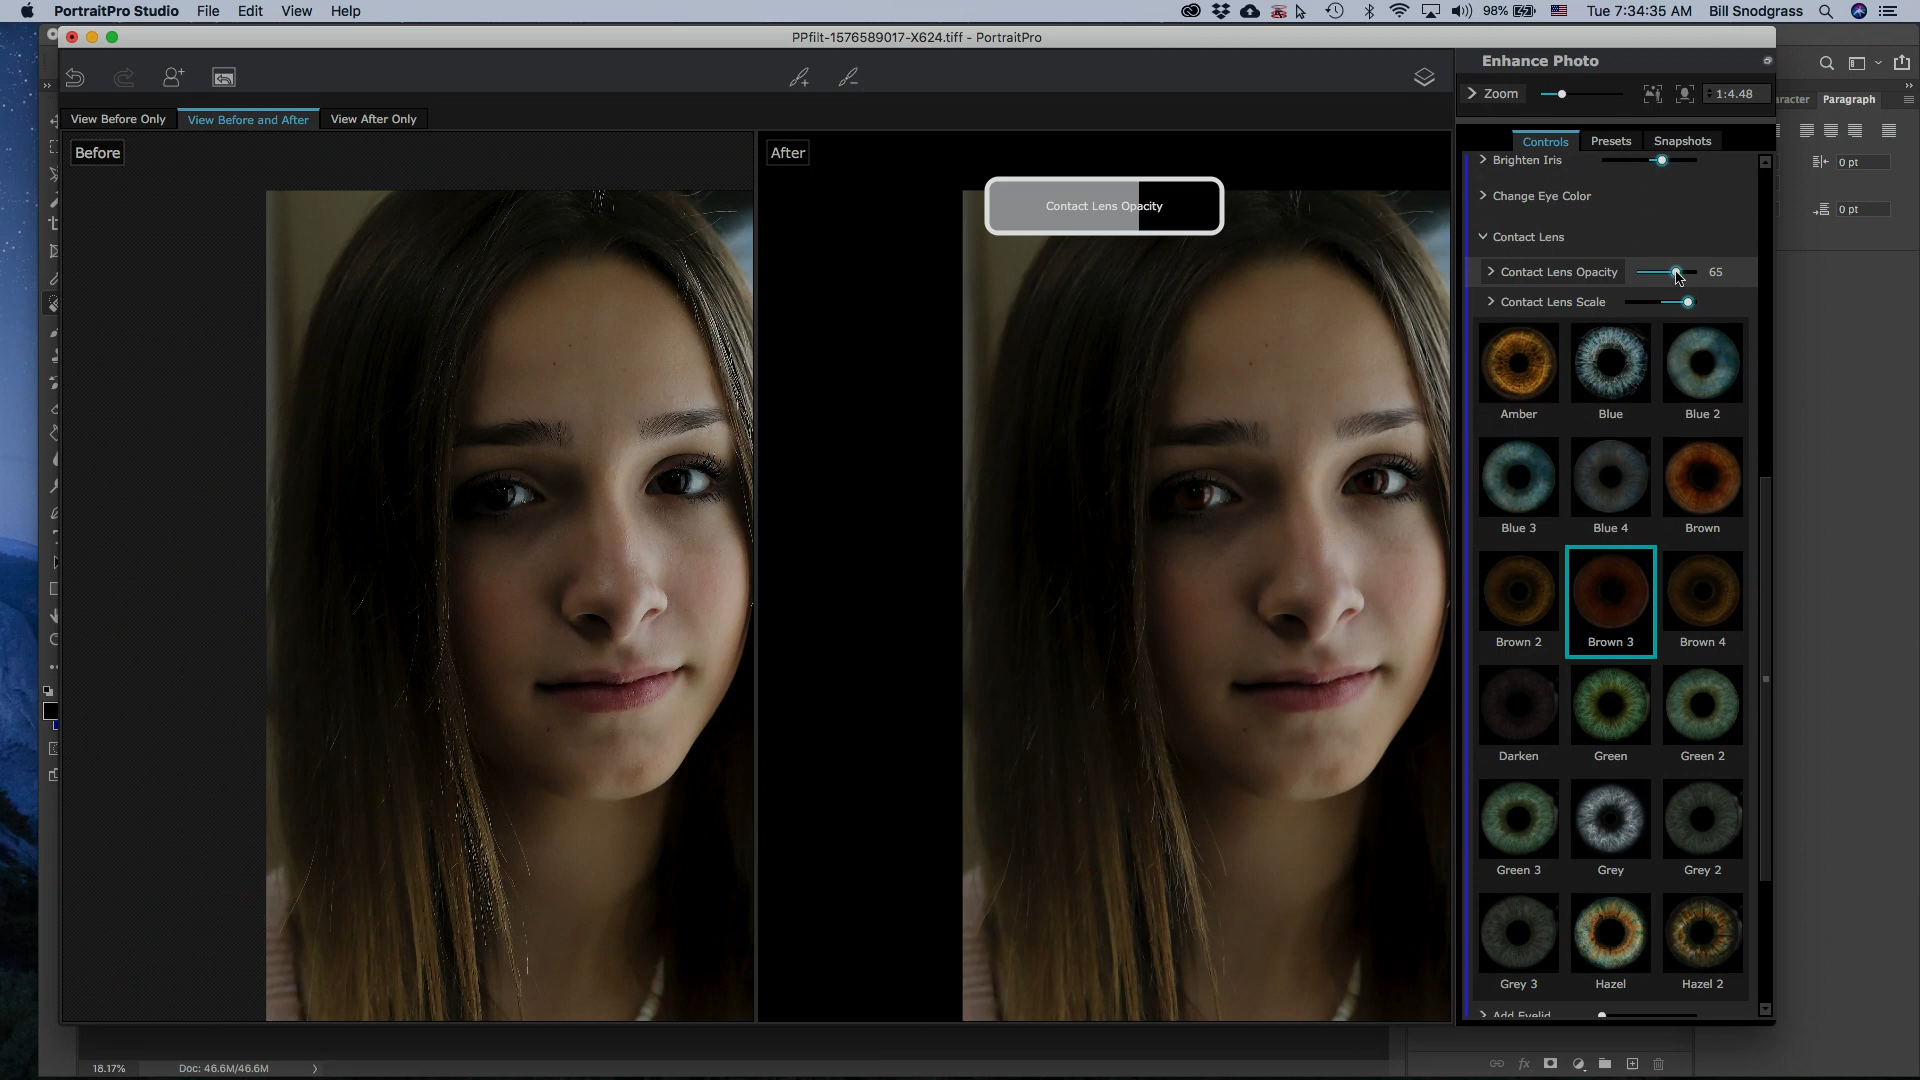 PortraitPro Studio File Edit View Help
98% Tue 7:34:35 AM Bill Snodgrass
PPfilt-1576589017-X624.tiff - PortraitPro
Enhance Photo
Zoom 1:4.48
View Before Only View Before and After View After Only
Before
After
Contact Lens Opacity
Controls Presets Snapshots
Brighten Iris
Change Eye Color
Contact Lens
Contact Lens Opacity 65
Contact Lens Scale
Amber Blue Blue 2
Blue 3 Blue 4 Brown
Brown 2 Brown 3 Brown 4
Darken Green Green 2
Green 3 Grey Grey 2
Grey 3 Hazel Hazel 2
Add Eyelid
Paragraph
0 pt
0 pt
18.17% Doc: 46.6M/46.6M
fx